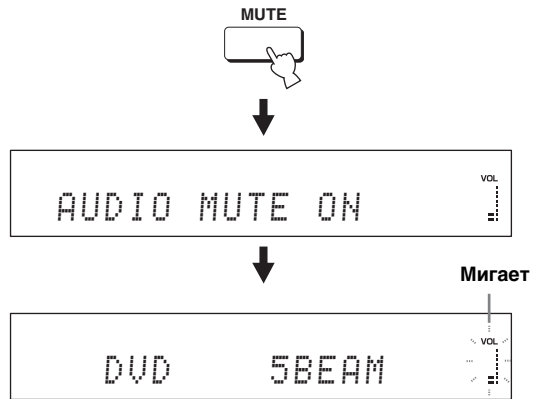 MUTE
VOL
AUDIO MUTE ON
Мигает
VOL
DVD 5BEAM